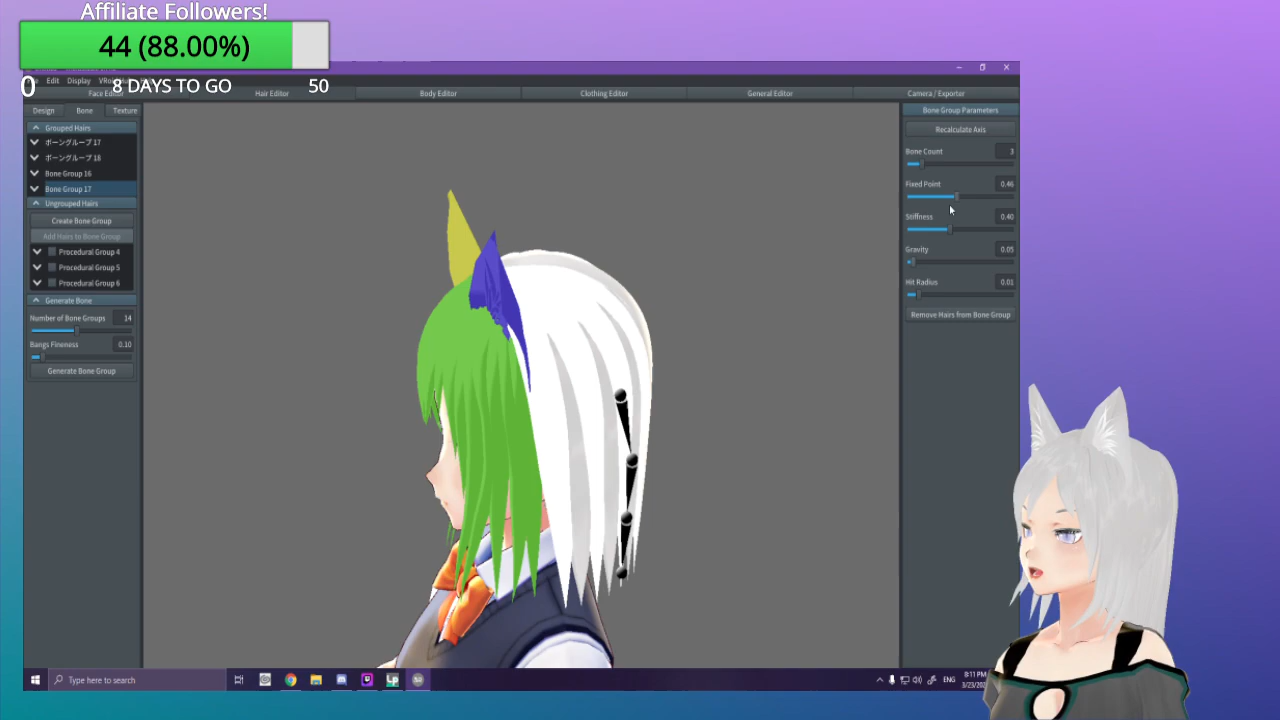 Affiliate Followers!
44 (88.00%)
0
8 DAYS TO GO
50
Edit
Display
Face Editor
Hair Editor
Body Editor
Clothing Editor
General Editor
Camera / Exporter
Design
Bone
Texture
Grouped Hairs
ボーングループ 17
ボーングループ 18
Bone Group 16
Bone Group 17
Ungrouped Hairs
Create Bone Group
Add Hairs to Bone Group
Procedural Group 4
Procedural Group 5
Procedural Group 6
Generate Bone
Number of Bone Groups
14
Bangs Fineness
0.10
Generate Bone Group
Bone Group Parameters
Recalculate Axis
Bone Count
3
Fixed Point
0.46
Stiffness
0.40
Gravity
0.05
Hit Radius
0.01
Remove Hairs from Bone Group
Type here to search
ENG
8:11 PM